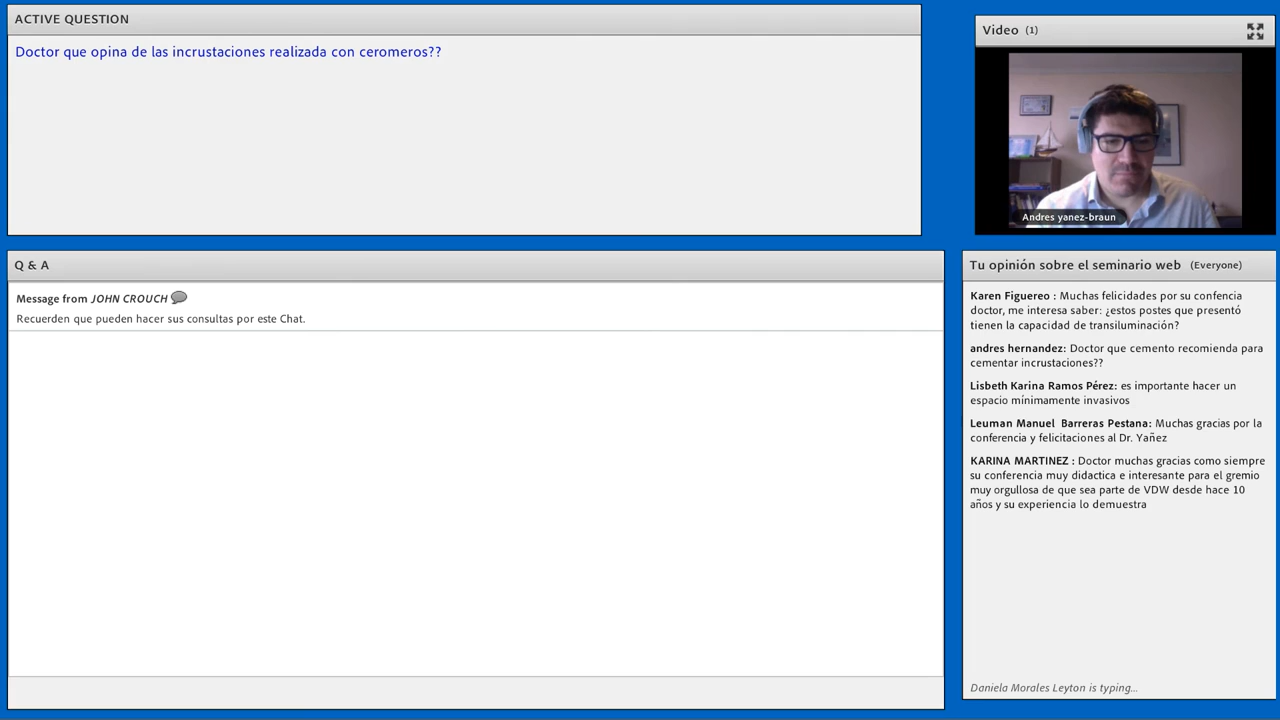 ACTIVE QUESTION
Doctor que opina de las incrustaciones realizada con ceromeros??
Video (1)
Andres yanez-braun
Q & A
Message from JOHN CROUCH
Recuerden que pueden hacer sus consultas por este Chat.
Tu opinión sobre el seminario web (Everyone)
Karen Figuereo : Muchas felicidades por su confencia
doctor, me interesa saber: ¿estos postes que presentó
tienen la capacidad de transiluminación?
andres hernandez: Doctor que cemento recomienda para
cementar incrustaciones??
Lisbeth Karina Ramos Pérez: es importante hacer un
espacio mínimamente invasivos
Leuman Manuel Barreras Pestana: Muchas gracias por la
conferencia y felicitaciones al Dr. Yañez
KARINA MARTINEZ : Doctor muchas gracias como siempre
su conferencia muy didactica e interesante para el gremio
muy orgullosa de que sea parte de VDW desde hace 10
años y su experiencia lo demuestra
Daniela Morales Leyton is typing...